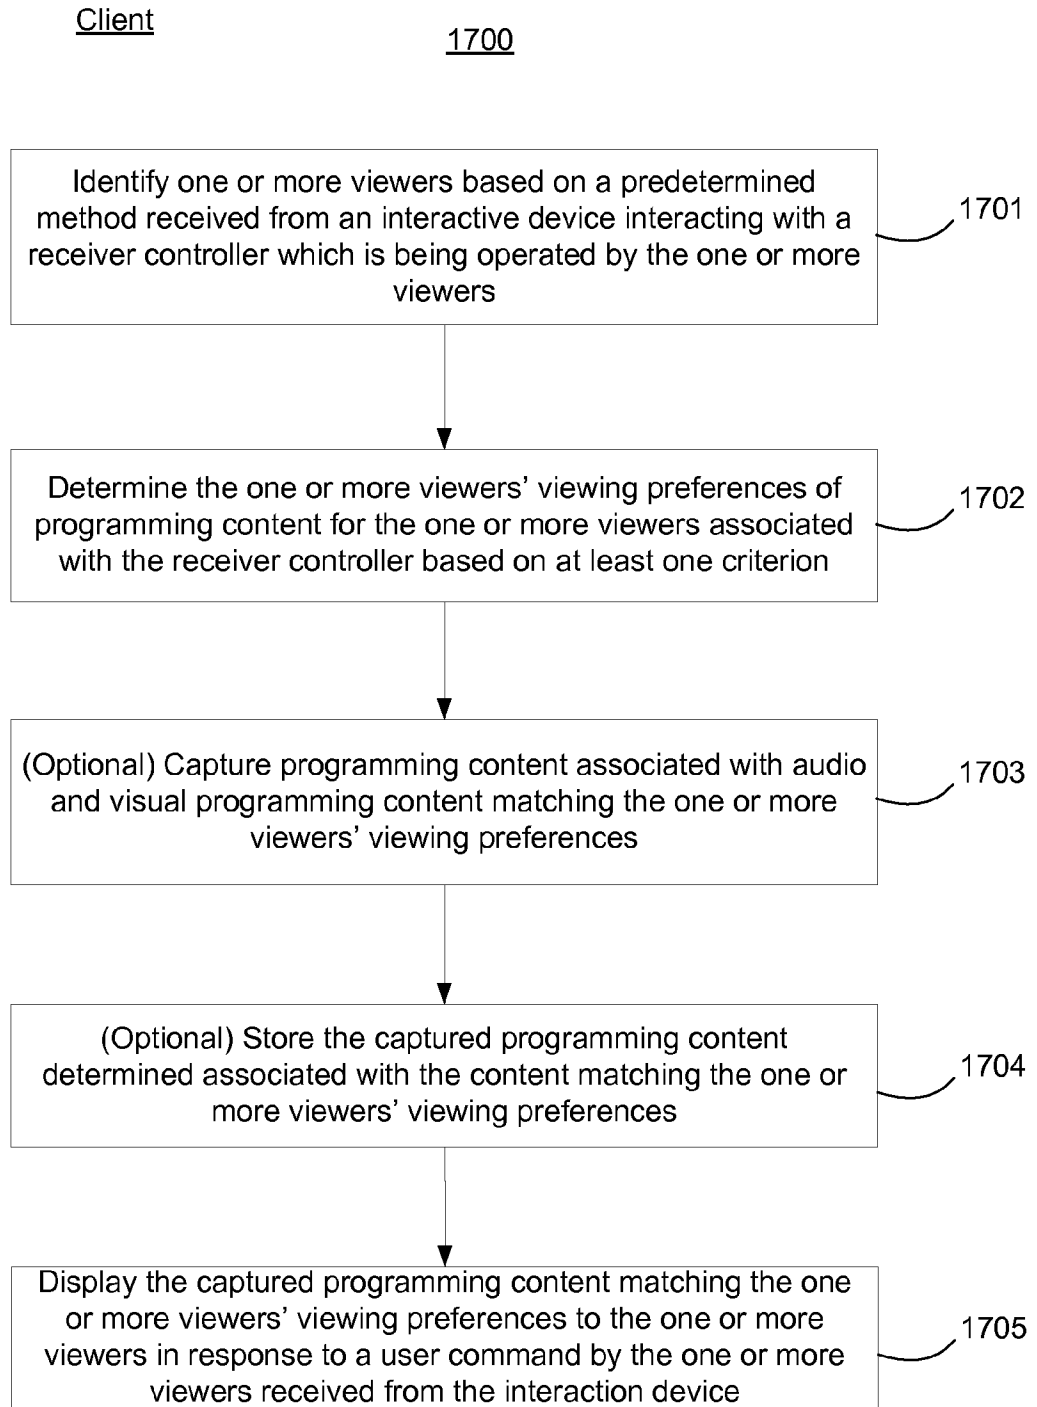 Client
1700
Identify one or more viewers based on a predetermined
method received from an interactive device interacting with a
receiver controller which is being operated by the one or more
viewers
1701
Determine the one or more viewers’ viewing preferences of
programming content for the one or more viewers associated
with the receiver controller based on at least one criterion
1702
(Optional) Capture programming content associated with audio
and visual programming content matching the one or more
viewers’ viewing preferences
1703
(Optional) Store the captured programming content
determined associated with the content matching the one or
more viewers’ viewing preferences
1704
Display the captured programming content matching the one
or more viewers’ viewing preferences to the one or more
viewers in response to a user command by the one or more
viewers received from the interaction device
1705